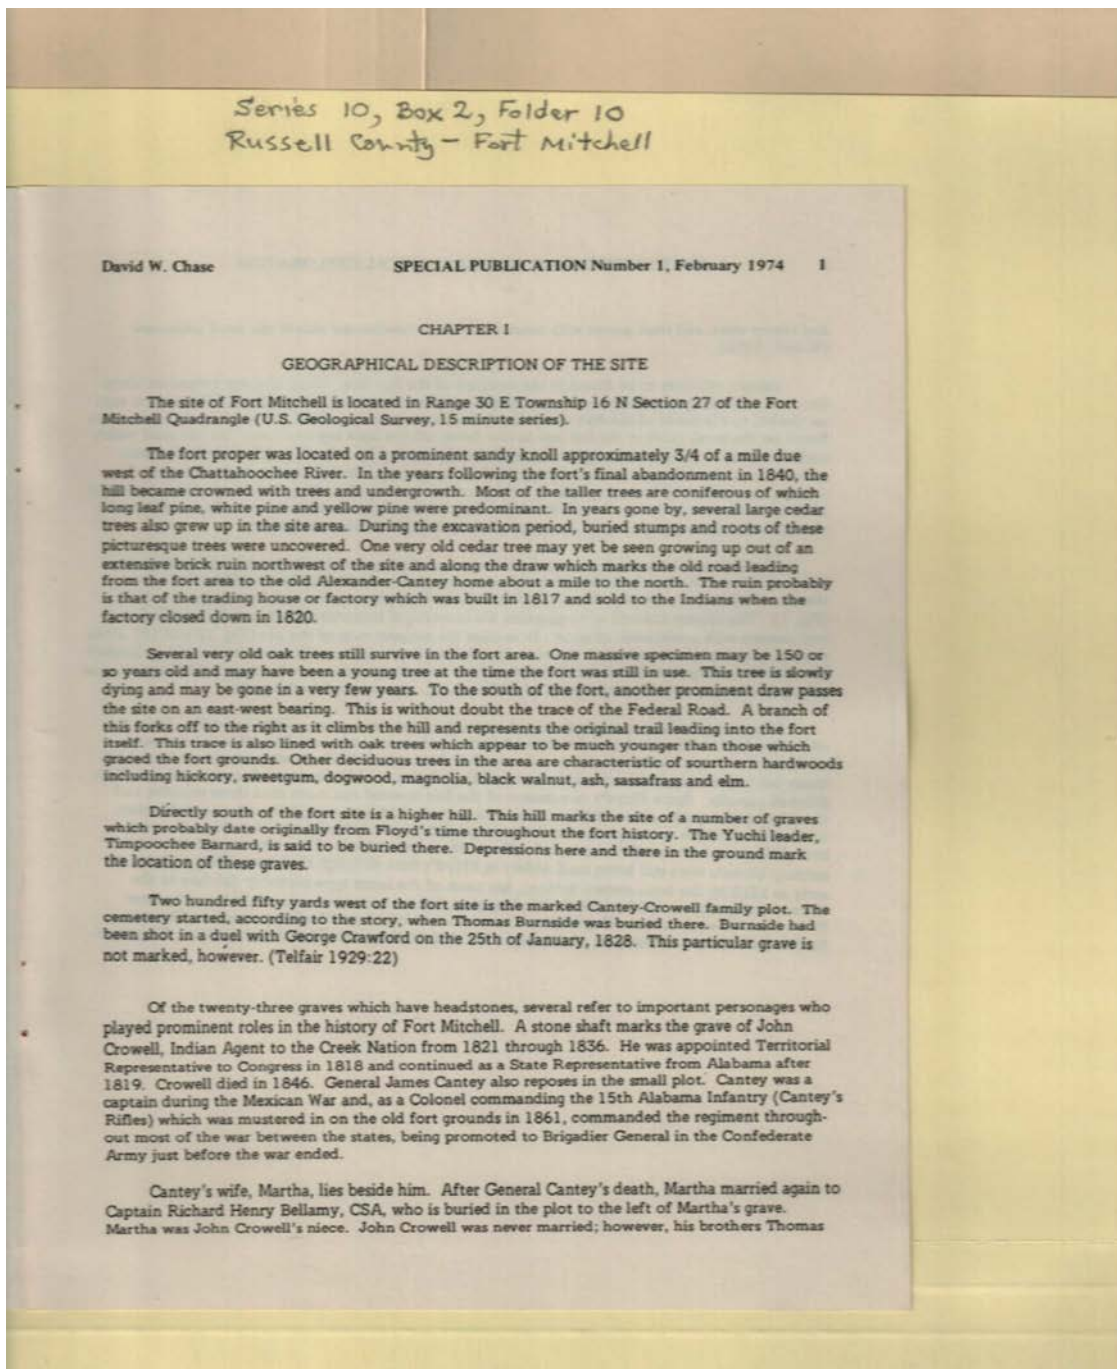 Series 10, Box 2, Folder 10
Russell County - Fort Mitchell
David W. Chase SPECIAL PUBLICATION Number 1, February 1974 1
CHAPTER I
GEOGRAPHICAL DESCRIPTION OF THE SITE
The site of Fort Mitchell is located in Range 30 E Township 16 N Section 27 of the Fort
Mitchell Quadrangle (U.S. Geological Survey, 15 minute series).
The fort proper was located on a prominent sandy knoll approximately 3/4 of a mile due
west of the Chattahoochee River. In the years following the fort's final abandonment in 1840, the
hill became crowned with trees and undergrowth. Most of the taller trees are coniferous of which
long leaf pine, white pine and yellow pine were predominant. In years gone by, several large cedar
trees also grew up in the site area. During the excavation period, buried stumps and roots of these
picturesque trees were uncovered. One very old cedar tree may yet be seen growing up out of an
extensive brick ruin northwest of the site and along the draw which marks the old road leading
from the fort area to the old Alexander-Cantey home about a mile to the north. The ruin probably
is that of the trading house or factory which was built in 1817 and sold to the Indians when the
factory closed down in 1820.
Several very old oak trees still survive in the fort area. One massive specimen may be 150 or
so years old and may have been a young tree at the time the fort was still in use. This tree is slowly
dying and may be gone in a very few years. To the south of the fort, another prominent draw passes
the site on an east-west bearing. This is without doubt the trace of the Federal Road. A branch of
this forks off to the right as it climbs the hill and represents the original trail leading into the fort
itself. This trace is also lined with oak trees which appear to be much younger than those which
graced the fort grounds. Other deciduous trees in the area are characteristic of sourthern hardwoods
including hickory, sweetgum, dogwood, magnolia, black walnut, ash, sassafrass and elm.
Directly south of the fort site is a higher hill. This hill marks the site of a number of graves
which probably date originally from Floyd's time throughout the fort history. The Yuchi leader,
Timpoochee Barnard, is said to be buried there. Depressions here and there in the ground mark
the location of these graves.
Two hundred fifty yards west of the fort site is the marked Cantey-Crowell family plot. The
cemetery started, according to the story, when Thomas Burnside was buried there. Burnside had
been shot in a duel with George Crawford on the 25th of January, 1828. This particular grave is
not marked, however. (Telfair 1929:22)
Of the twenty-three graves which have headstones, several refer to important personages who
played prominent roles in the history of Fort Mitchell. A stone shaft marks the grave of John
Crowell, Indian Agent to the Creek Nation from 1821 through 1836. He was appointed Territorial
Representative to Congress in 1818 and continued as a State Representative from Alabama after
1819. Crowell died in 1846. General James Cantey also reposes in the small plot. Cantey was a
captain during the Mexican War and, as a Colonel commanding the 15th Alabama Infantry (Cantey's
Rifles) which was mustered in on the old fort grounds in 1861, commanded the regiment through-
out most of the war between the states, being promoted to Brigadier General in the Confederate
Army just before the war ended.
Cantey's wife, Martha, lies beside him. After General Cantey's death, Martha married again to
Captain Richard Henry Bellamy, CSA, who is buried in the plot to the left of Martha's grave.
Martha was John Crowell's niece. John Crowell was never married; however, his brothers Thomas